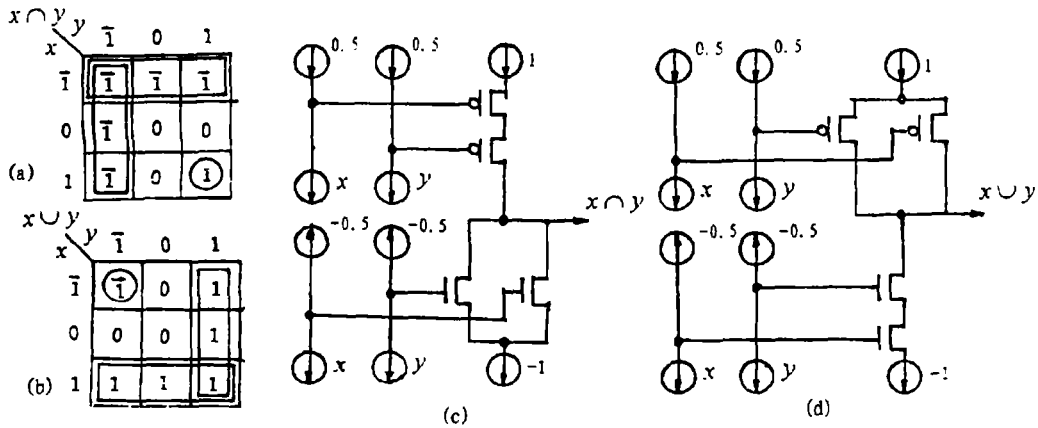 x ∩ y
y
x
1̄ 0 1
1̄ 1̄ 1̄ 1̄
0 1̄ 0 0
1 1̄ 0 1
(a)
x ∪ y
y
x
1̄ 0 1
1̄ 1̄ 0 1
0 0 0 1
1 1 1 1
(b)
0.5 0.5 1
x y
x ∩ y
-0.5 -0.5
x y -1
(c)
0.5 0.5 1
x y
x ∪ y
-0.5 -0.5
x y -1
(d)